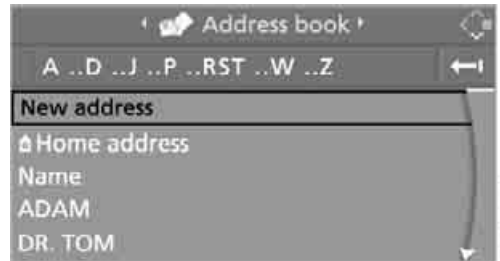 Address book
A ..D ..J ..P ..RST ..W ..Z
New address
Home address
Name
ADAM
DR. TOM